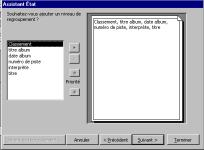 Assistant État
Souhaitez-vous ajouter un niveau de
regroupement ?
Classement
titre album
date album
numéro de piste
interprète
titre
Priorité
Classement, titre album, date album,
numéro de piste, interprète, titre
Annuler
< Précédent
Suivant >
Terminer